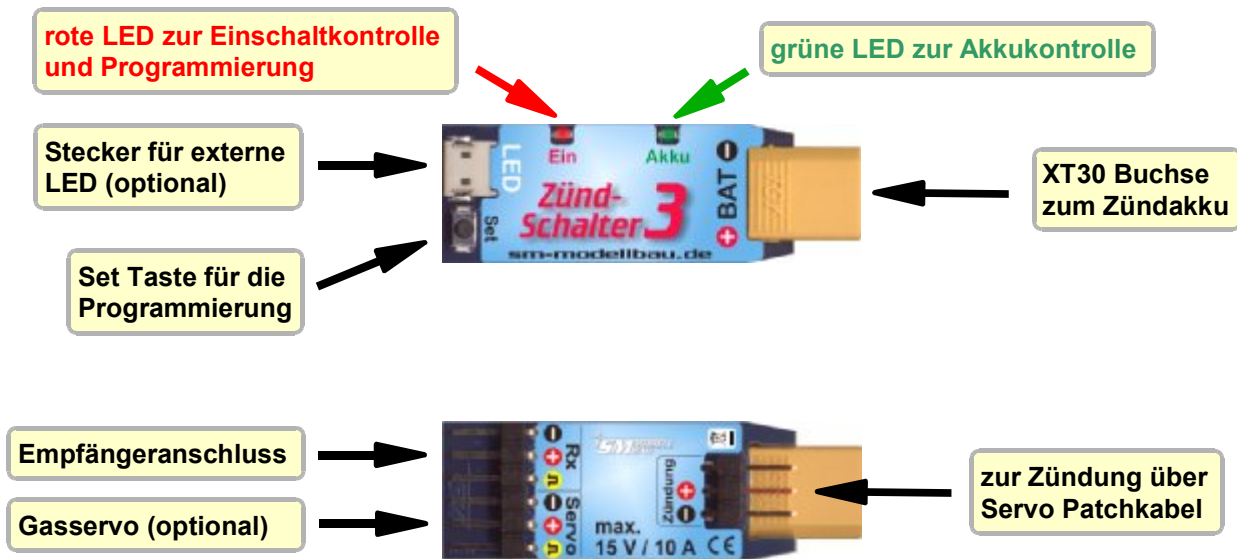 rote LED zur Einschaltkontrolle
und Programmierung
grüne LED zur Akkukontrolle
Stecker für externe
LED (optional)
LED
Ein
Akku
BAT
Zünd-
Schalter 3
Set
sm-modellbau.de
XT30 Buchse
zum Zündakku
Set Taste für die
Programmierung
Empfängeranschluss
Gasservo (optional)
Rx
Servo
Zündung
max.
15 V / 10 A CE
zur Zündung über
Servo Patchkabel